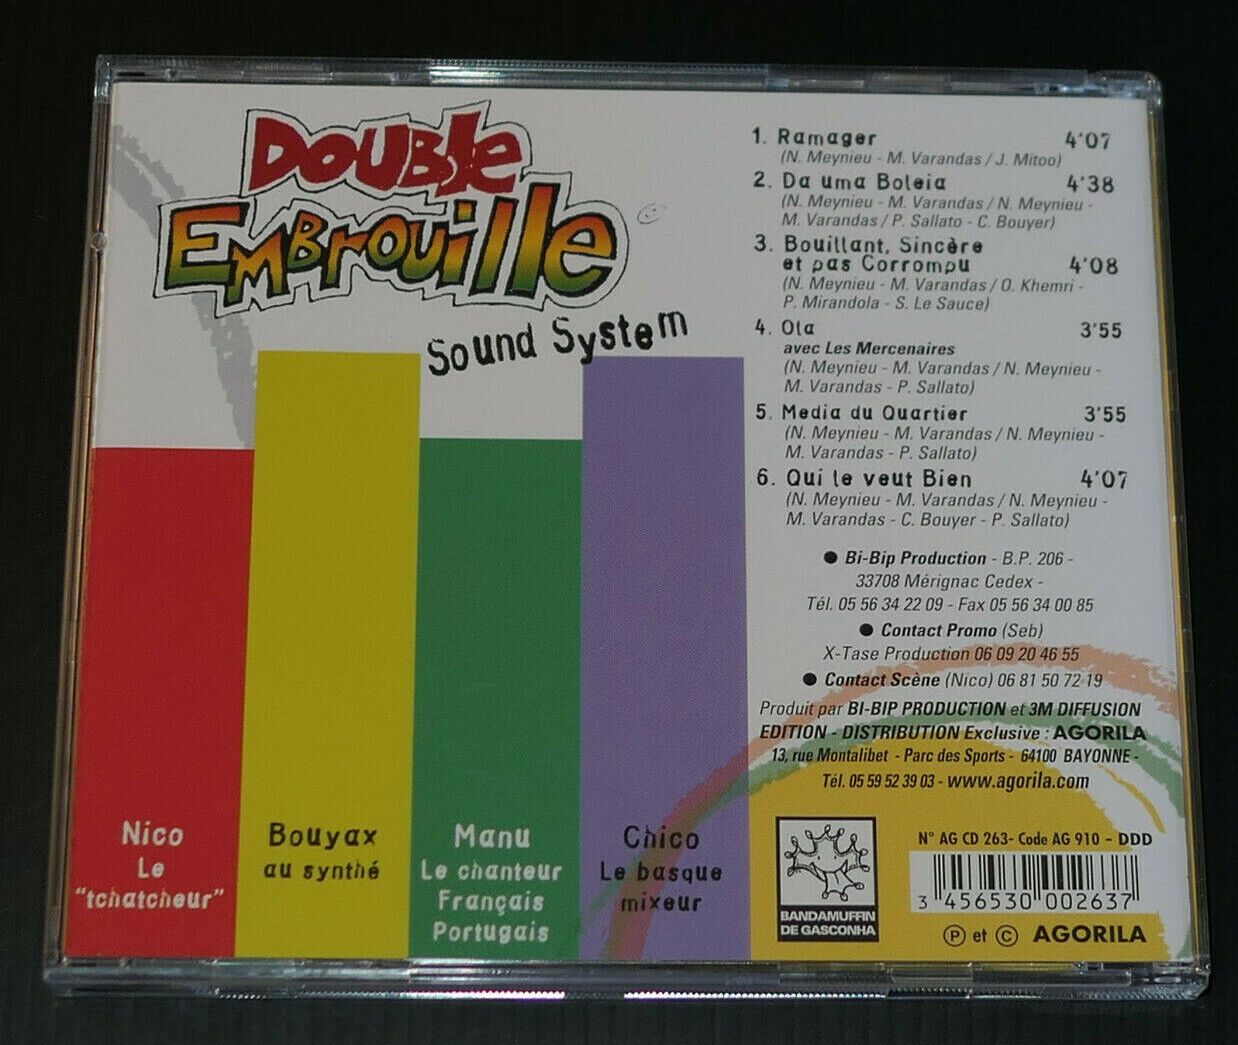 Double
Embrouille
Sound System
1. Ramager 4'07
(N. Meynieu - M. Varandas / J. Mitoo)
2. Da uma Boleia 4'38
(N. Meynieu - M. Varandas / N. Meynieu -
M. Varandas / P. Sallato - C. Bouyer)
3. Bouillant, Sincère
et pas Corrompu 4'08
(N. Meynieu - M. Varandas / O. Khemri -
P. Mirandola - S. Le Sauce)
4. Ola 3'55
avec Les Mercenaires
(N. Meynieu - M. Varandas / N. Meynieu -
M. Varandas - P. Sallato)
5. Media du Quartier 3'55
(N. Meynieu - M. Varandas / N. Meynieu -
M. Varandas - P. Sallato)
6. Qui le veut Bien 4'07
(N. Meynieu - M. Varandas / N. Meynieu -
M. Varandas - C. Bouyer - P. Sallato)
● Bi-Bip Production - B.P. 206 -
33708 Mérignac Cedex -
Tél. 05 56 34 22 09 - Fax 05 56 34 00 85
● Contact Promo (Seb)
X-Tase Production 06 09 20 46 55
● Contact Scène (Nico) 06 81 50 72 19
Produit par BI-BIP PRODUCTION et 3M DIFFUSION
EDITION - DISTRIBUTION Exclusive : AGORILA
13, rue Montalibet - Parc des Sports - 64100 BAYONNE -
Tél. 05 59 52 39 03 - www.agorila.com
Nico
Le
"tchatcheur"
Bouyax
au synthé
Manu
Le chanteur
Français
Portugais
Chico
Le basque
mixeur
BANDAMUFFIN
DE GASCONHA
N° AG CD 263- Code AG 910 - DDD
3 456530 002637
Ⓟ et © AGORILA